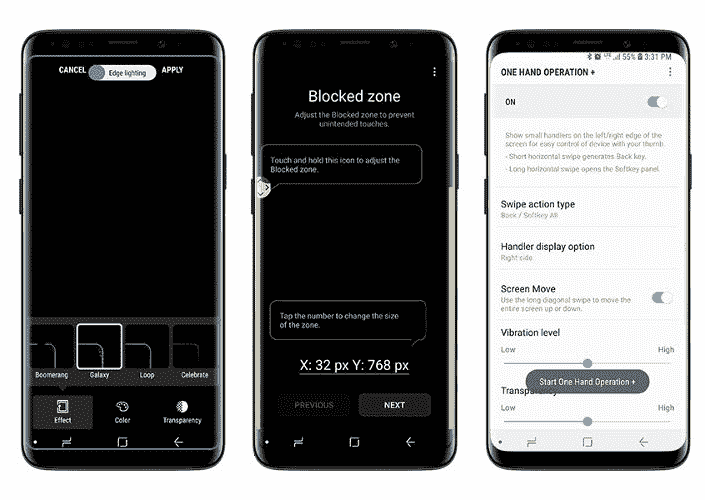 CANCEL
Edge lighting
APPLY
Boomerang
Galaxy
Loop
Celebrate
Effect
Color
Transparency
Blocked zone
Adjust the Blocked zone to prevent
unintended touches.
Touch and hold this icon to adjust the
Blocked zone.
Tap the number to change the size
of the zone.
X: 32 px Y: 768 px
PREVIOUS
NEXT
55% 3:31 PM
ONE HAND OPERATION +
ON
Show small handlers on the left/right edge of the
screen for easy control of device with your thumb.
- Short horizontal swipe generates Back key.
- Long horizontal swipe opens the Softkey panel.
Swipe action type
Back / Softkey All
Handler display option
Right side
Screen Move
Use the long diagonal swipe to move the
entire screen up or down.
Vibration level
Low
High
Start One Hand Operation +
Low
High